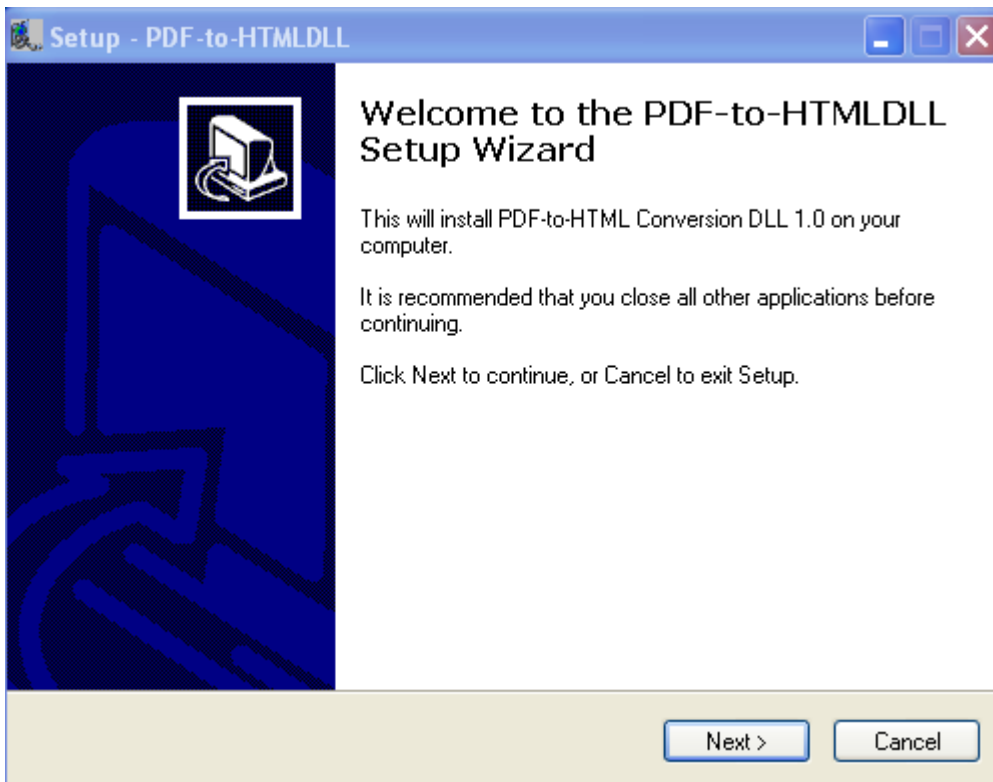 Setup - PDF-to-HTMLDLL
Welcome to the PDF-to-HTMLDLL
Setup Wizard
This will install PDF-to-HTML Conversion DLL 1.0 on your
computer.
It is recommended that you close all other applications before
continuing.
Click Next to continue, or Cancel to exit Setup.
Next >
Cancel